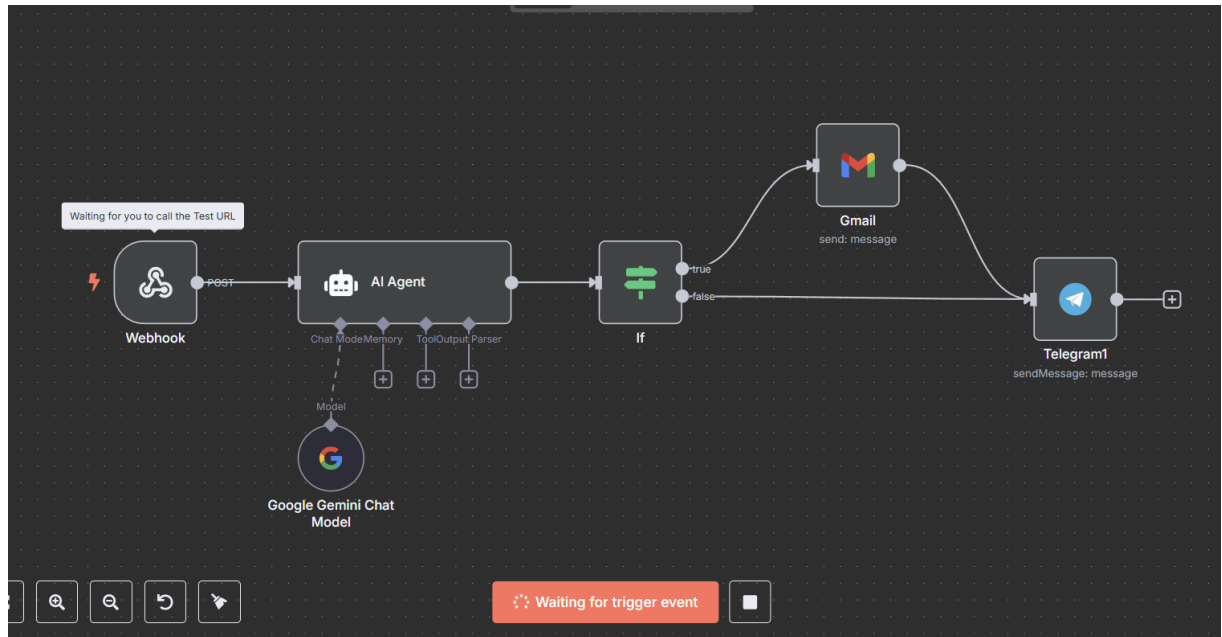 Waiting for you to call the Test URL
POST
Webhook
AI Agent
Chat Model
Memory
Tool
Output Parser
Model
Google Gemini Chat
Model
true
false
If
Gmail
send: message
Telegram1
sendMessage: message
Waiting for trigger event